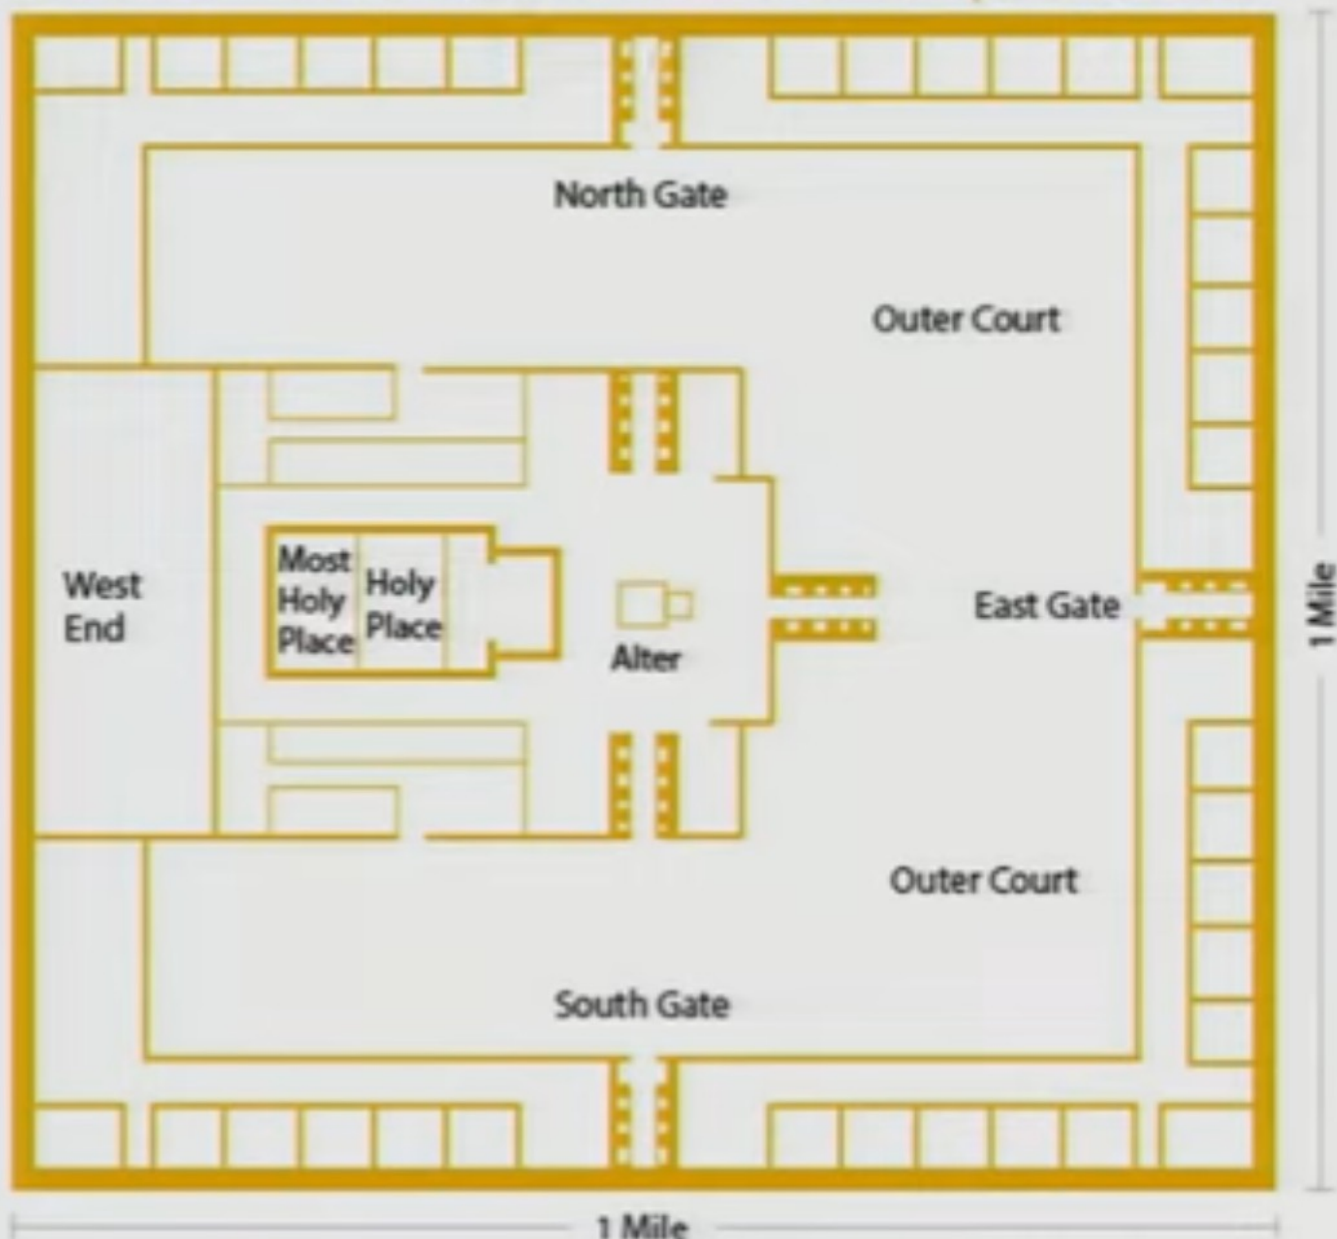 North Gate
Outer Court
West
End
Most
Holy
Place
Holy
Place
Alter
East Gate
1 Mile
Outer Court
South Gate
1 Mile